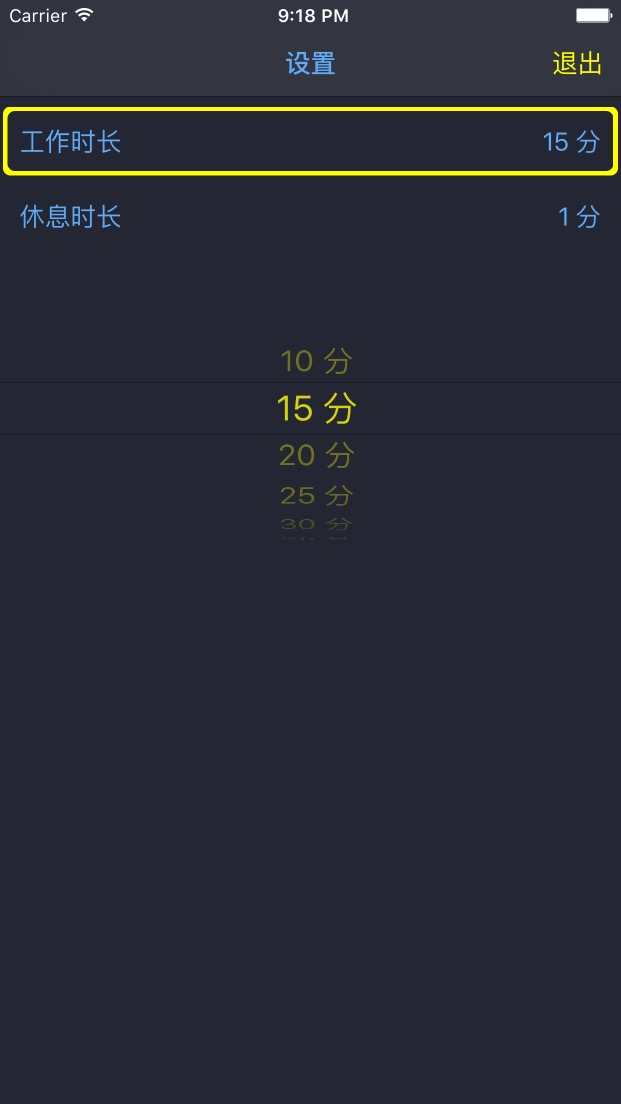 Carrier 9:18 PM
设置 退出
工作时长 15 分
休息时长 1 分
10 分
15 分
20 分
25 分
30 分